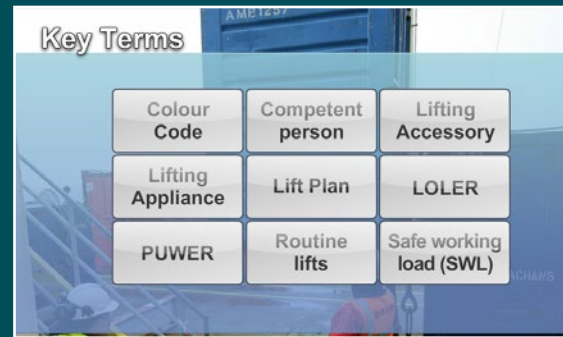 AME1257
Key Terms
Colour
Code
Competent
person
Lifting
Accessory
Lifting
Appliance
Lift Plan
LOLER
PUWER
Routine
lifts
Safe working
load (SWL)